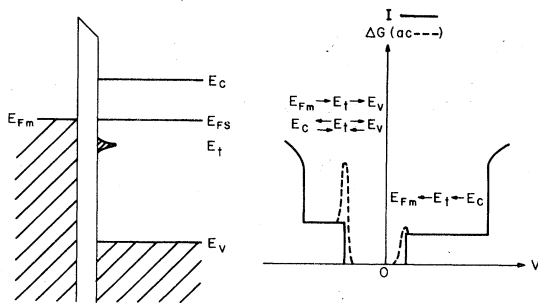 E_C
E_Fm
E_FS
E_t
E_V
I
ΔG (ac---)
E_Fm → E_t → E_V
E_C ⇄ E_t ⇄ E_V
E_Fm ← E_t ← E_C
O
V